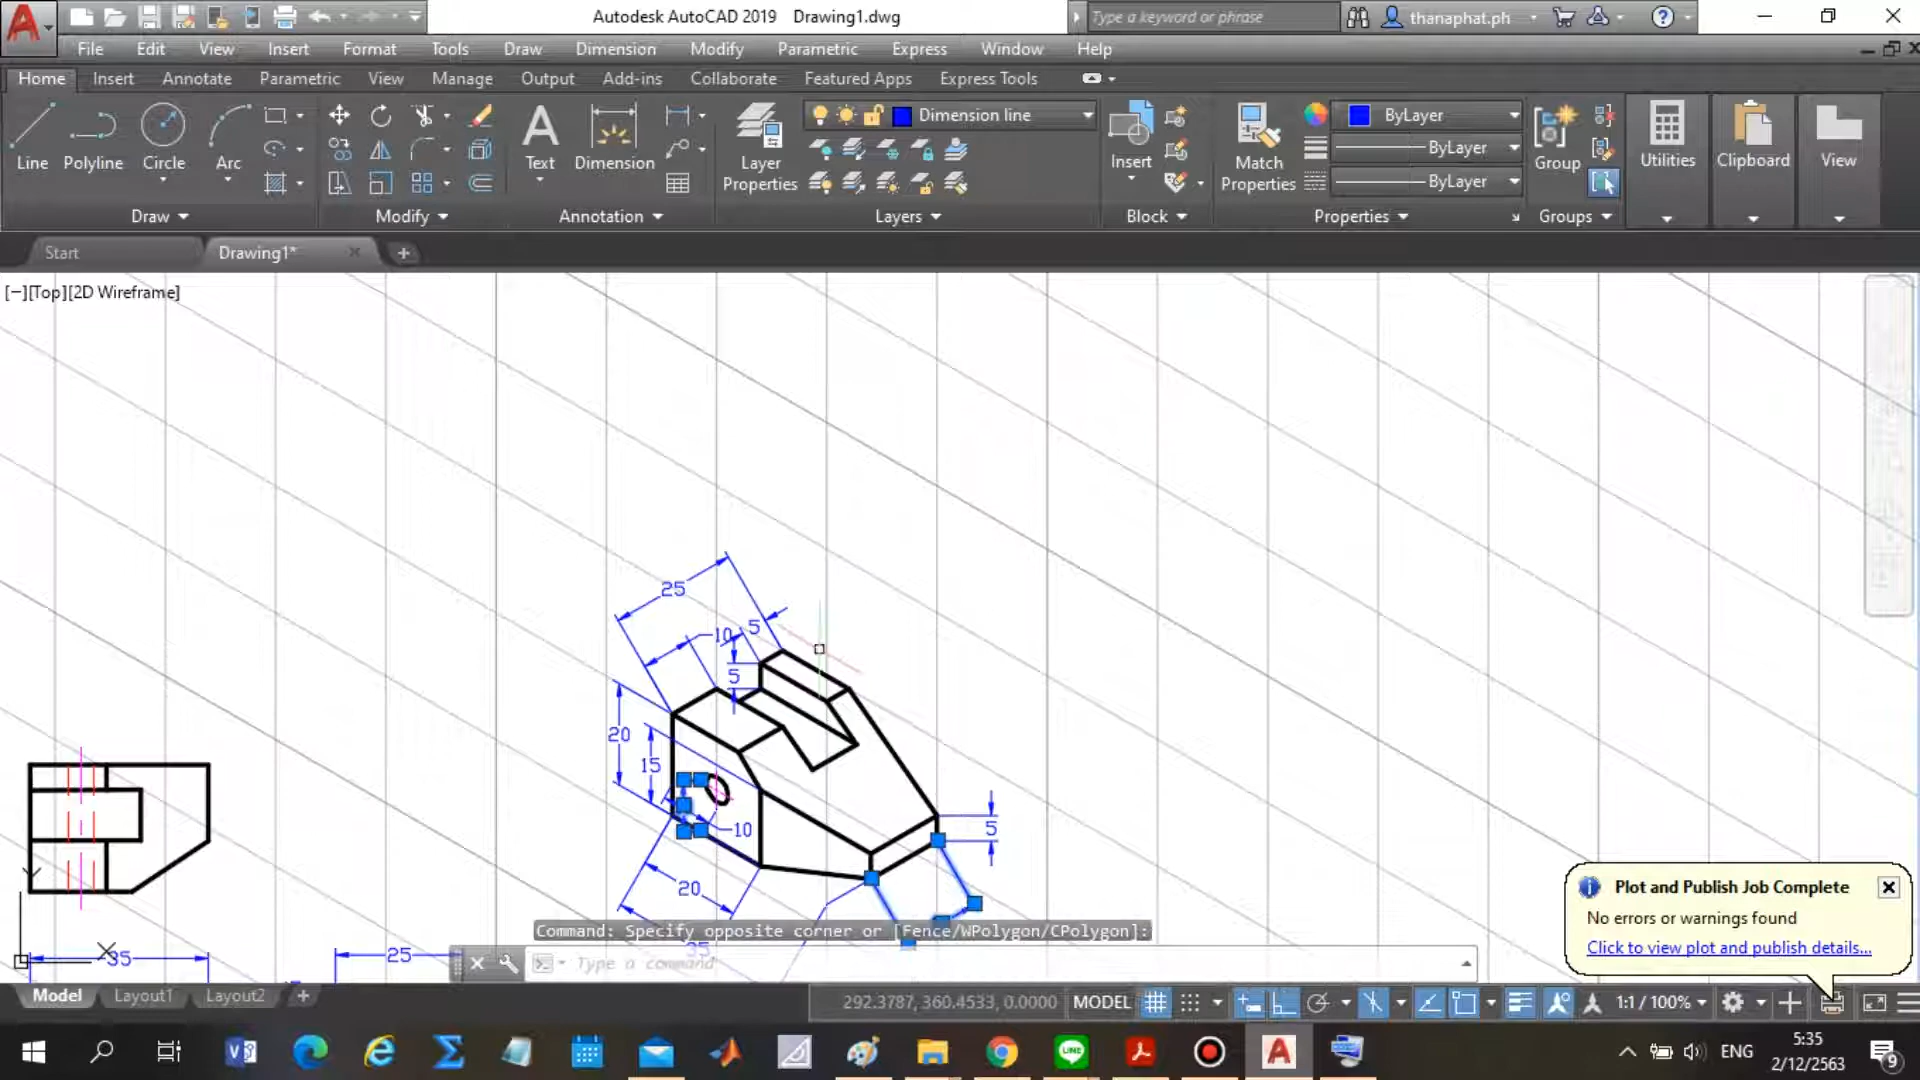 Autodesk AutoCAD 2019 Drawing1.dwg
Type a keyword or phrase
thanaphat.ph
File Edit View Insert Format Tools Draw Dimension Modify Parametric Express Window Help
Home Insert Annotate Parametric View Manage Output Add-ins Collaborate Featured Apps Express Tools
Dimension line
ByLayer
Line Polyline Circle Arc
Text Dimension
Layer Properties
Insert
Match Properties
ByLayer
ByLayer
Group
Utilities Clipboard View
Draw Modify Annotation Layers Block Properties Groups
Start Drawing1*
[−][Top][2D Wireframe]
25
10 5
5
20
15
10
5
20
35
35
25
Command: Specify opposite corner or [Fence/WPolygon/CPolygon]:
Type a command
Plot and Publish Job Complete
No errors or warnings found
Click to view plot and publish details...
Model Layout1 Layout2
292.3787, 360.4533, 0.0000 MODEL
1:1 / 100%
ENG
5:35
2/12/2563
9